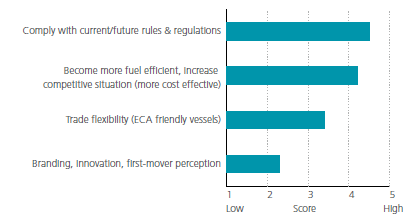 Comply with current/future rules & regulations
Become more fuel efficient, increase
competitive situation (more cost effective)
Trade flexibility (ECA friendly vessels)
Branding, innovation, first-mover perception
1 2 3 4 5
Low Score High